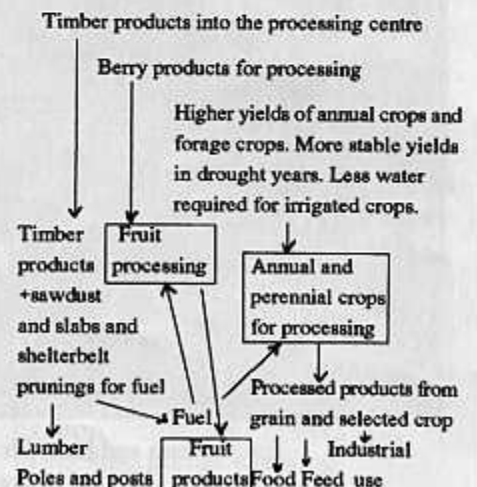 Timber products into the processing centre
Berry products for processing
Higher yields of annual crops and
forage crops. More stable yields
in drought years. Less water
required for irrigated crops.
Timber
products
+sawdust
and slabs and
shelterbelt
prunings for fuel
Fruit
processing
Annual and
perennial crops
for processing
Fuel
Processed products from
grain and selected crop
Lumber
Poles and posts
Fruit
products
Food Feed
Industrial
use